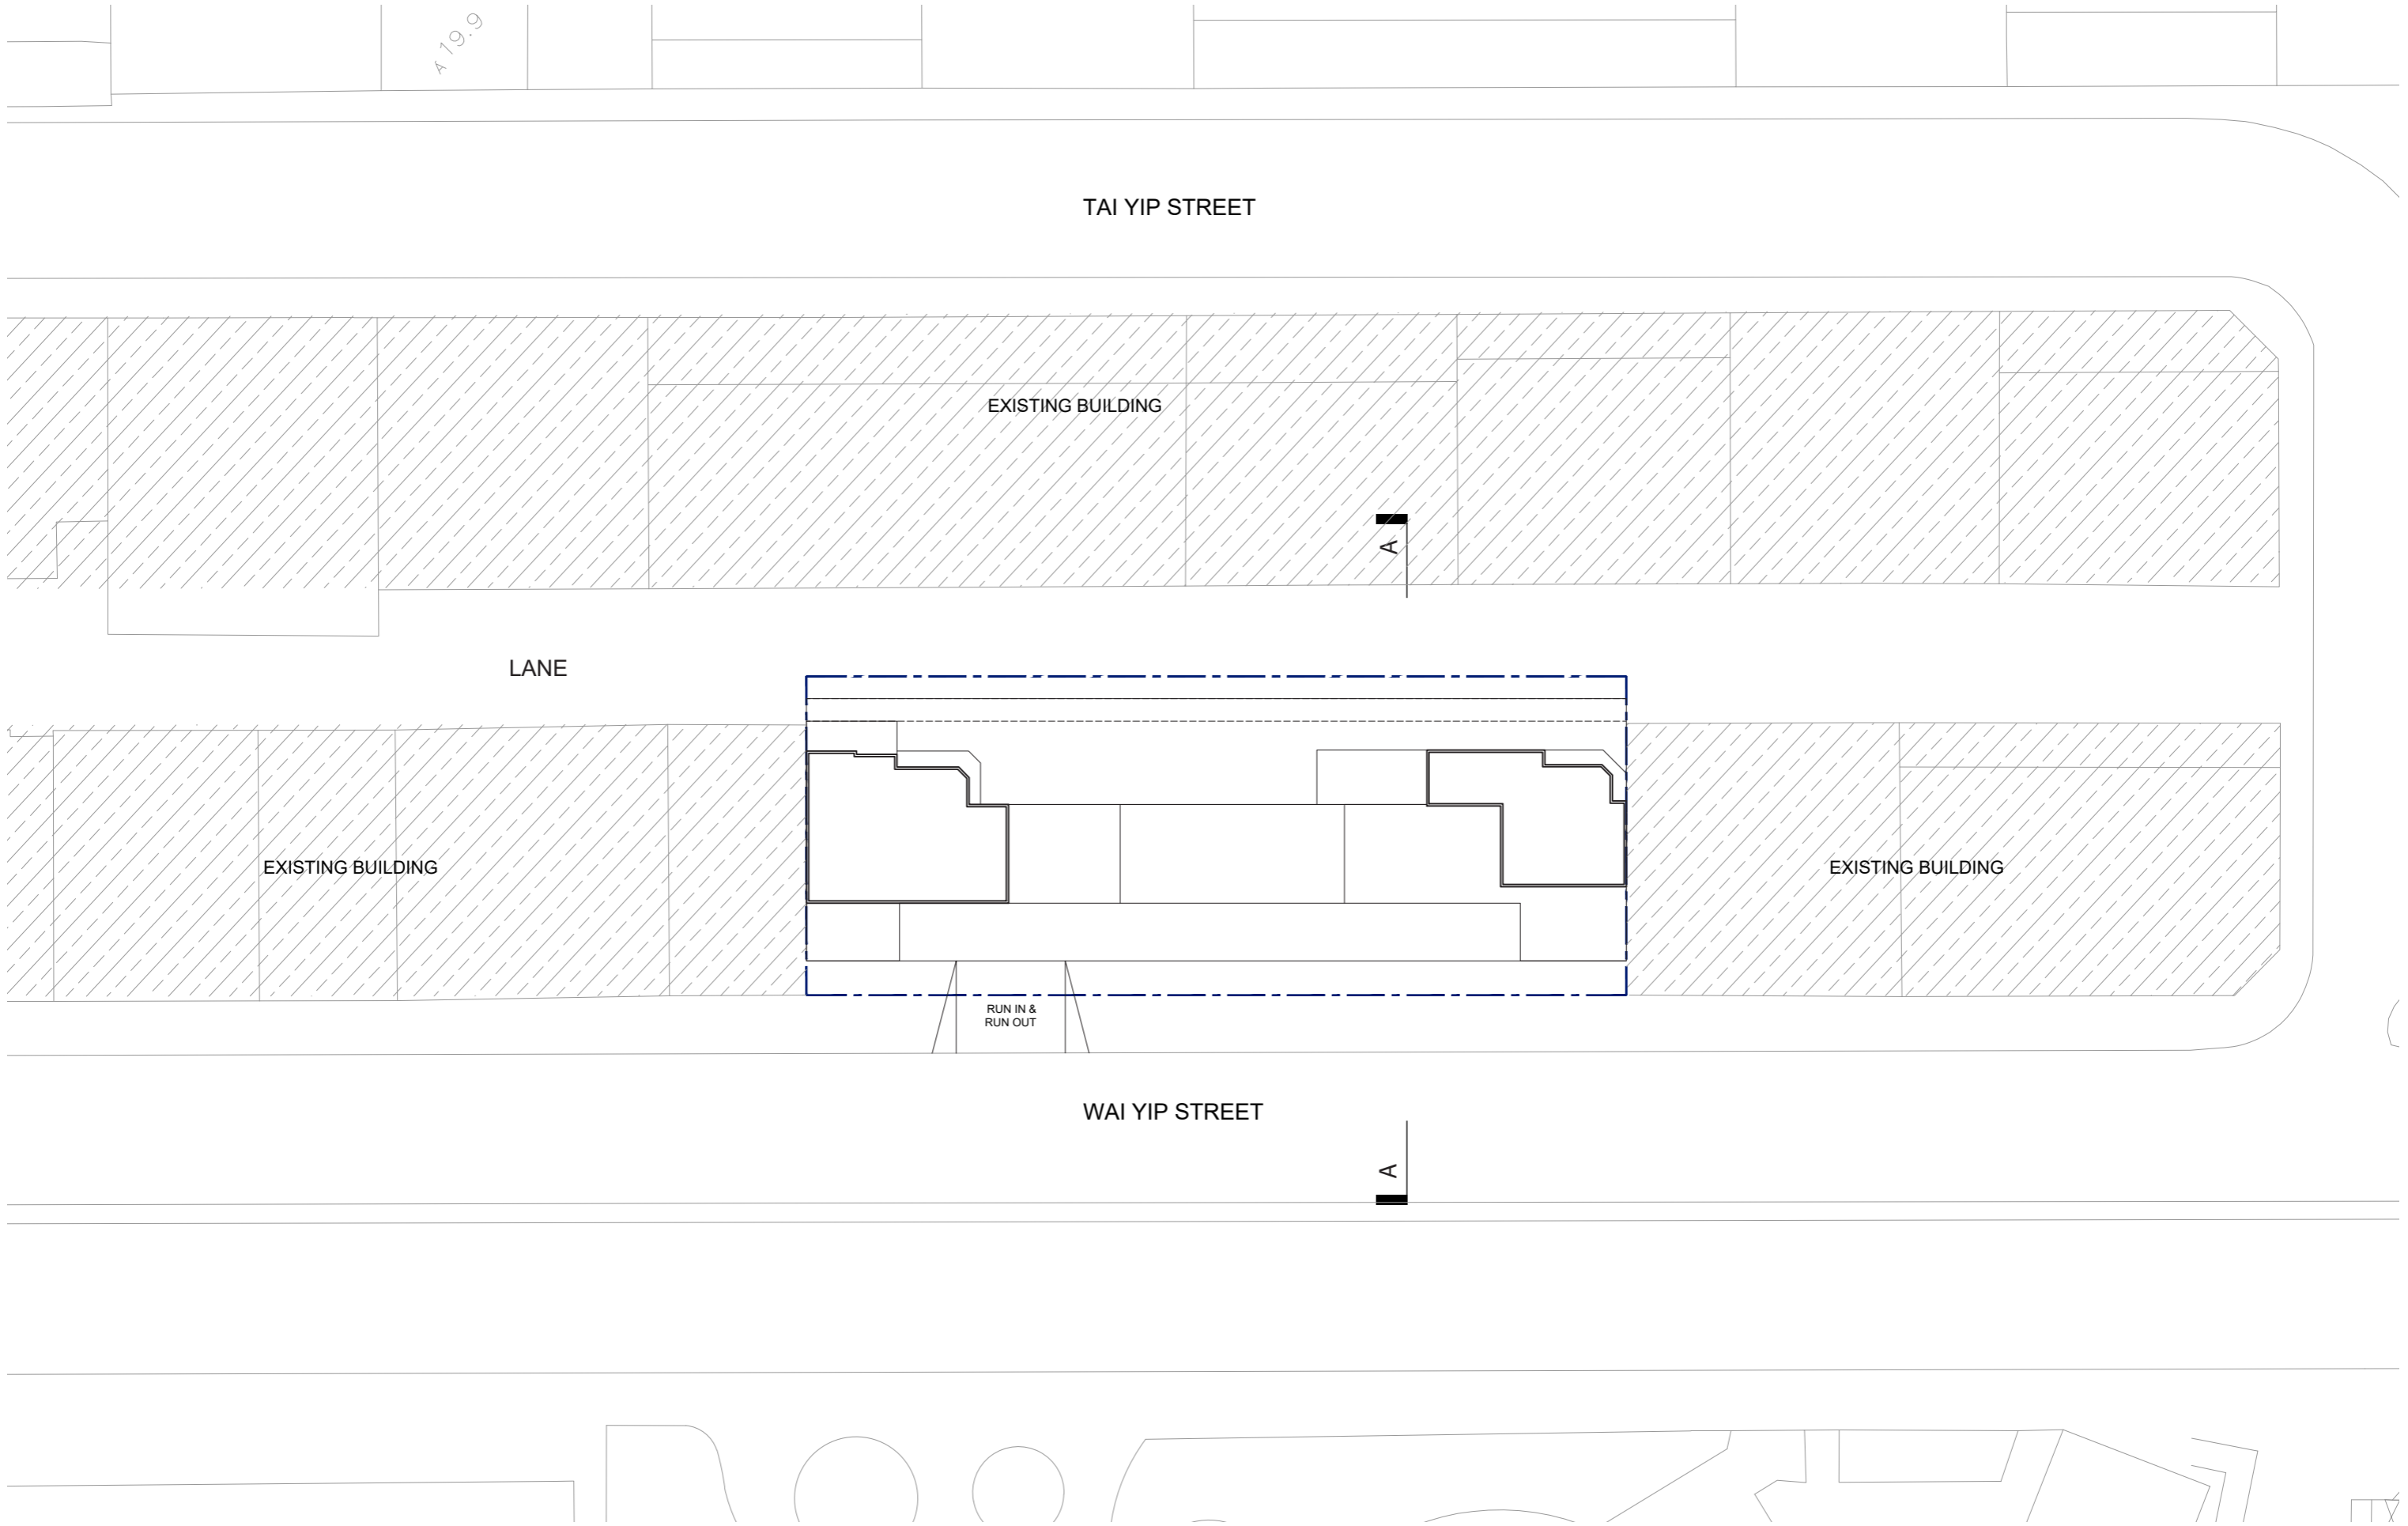 A 19.9
TAI YIP STREET
EXISTING BUILDING
A
LANE
EXISTING BUILDING
EXISTING BUILDING
RUN IN &
RUN OUT
WAI YIP STREET
A